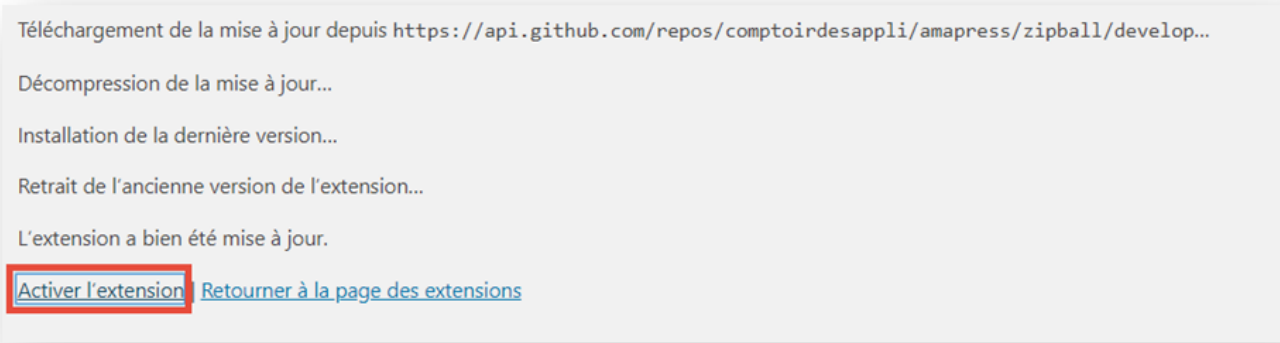 Téléchargement de la mise à jour depuis https://api.github.com/repos/comptoirdesappli/amapress/zipball/develop...
Décompression de la mise à jour...
Installation de la dernière version...
Retrait de l'ancienne version de l'extension...
L'extension a bien été mise à jour.
Activer l'extension | Retourner à la page des extensions